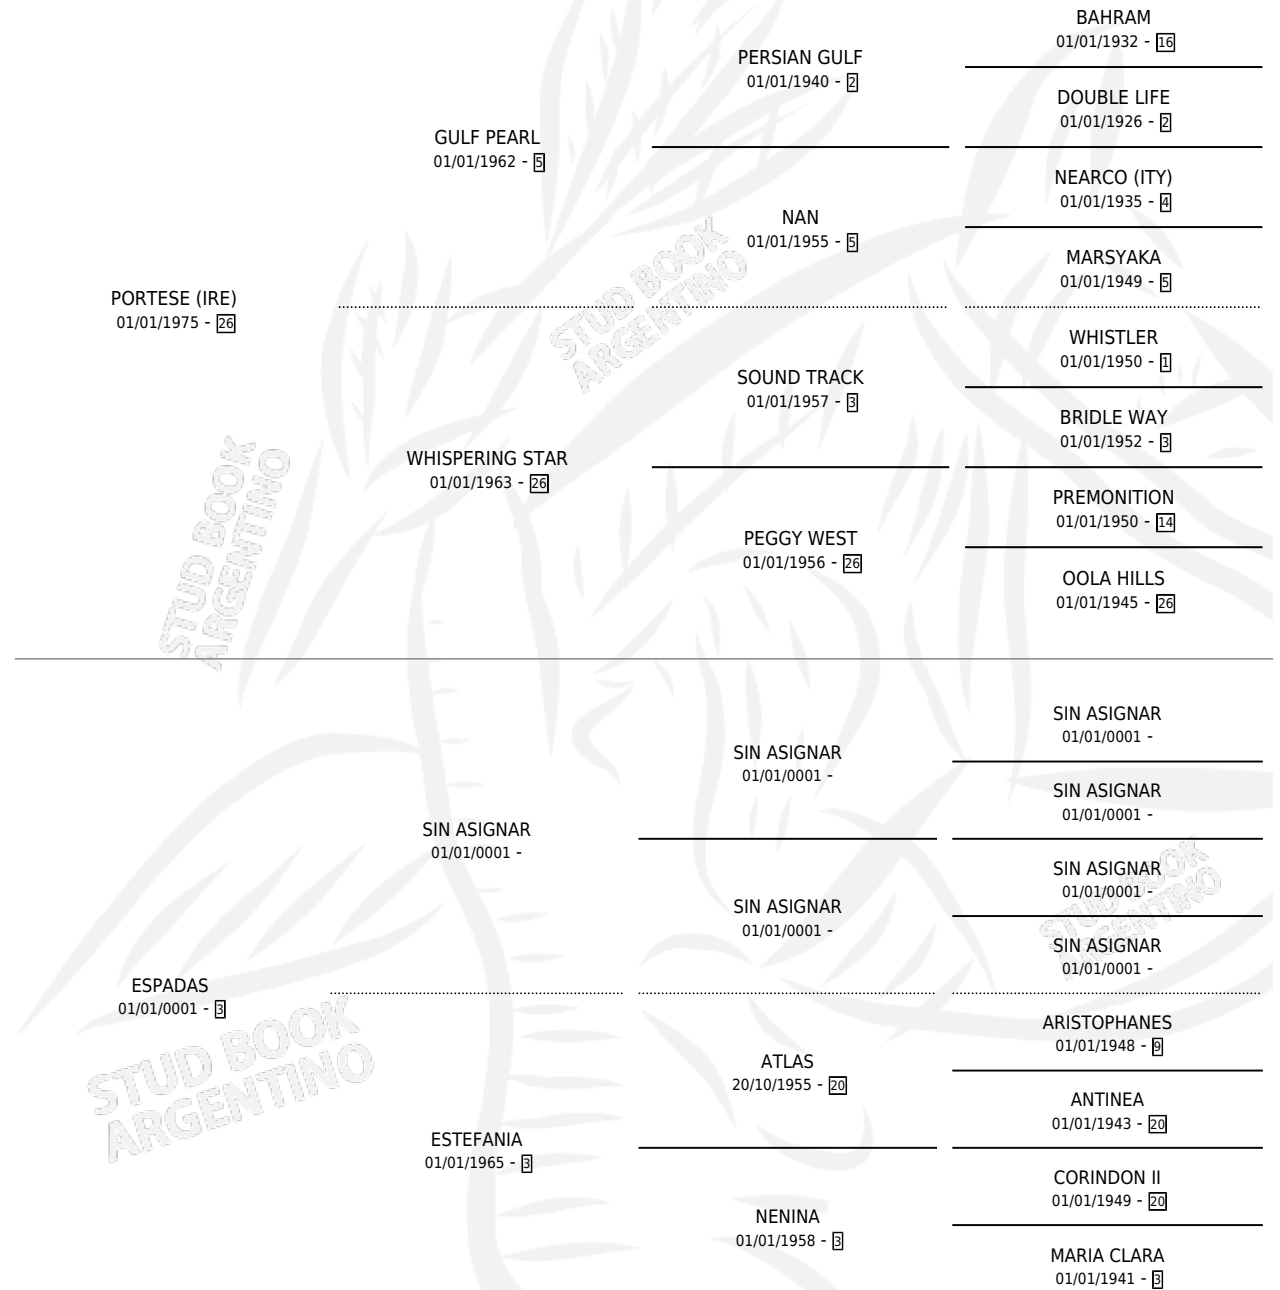 BAHRAM
01/01/1932 - 16
PERSIAN GULF
01/01/1940 - 2
DOUBLE LIFE
01/01/1926 - 2
GULF PEARL
01/01/1962 - 5
NEARCO (ITY)
01/01/1935 - 4
NAN
01/01/1955 - 5
MARSYAKA
01/01/1949 - 5
PORTESE (IRE)
01/01/1975 - 26
STUD BOOK
ARGENTINO
WHISTLER
01/01/1950 - 1
SOUND TRACK
01/01/1957 - 3
BRIDLE WAY
01/01/1952 - 3
WHISPERING STAR
01/01/1963 - 26
PREMONITION
01/01/1950 - 14
PEGGY WEST
01/01/1956 - 26
OOLA HILLS
01/01/1945 - 26
STUD BOOK
ARGENTINO
SIN ASIGNAR
01/01/0001 -
SIN ASIGNAR
01/01/0001 -
SIN ASIGNAR
01/01/0001 -
SIN ASIGNAR
01/01/0001 -
SIN ASIGNAR
01/01/0001 -
SIN ASIGNAR
01/01/0001 -
SIN ASIGNAR
01/01/0001 -
STUD BOOK
ARGENTINO
ESPADAS
01/01/0001 - 3
STUD BOOK
ARGENTINO
ARISTOPHANES
01/01/1948 - 9
ATLAS
20/10/1955 - 20
ANTINEA
01/01/1943 - 20
ESTEFANIA
01/01/1965 - 3
CORINDON II
01/01/1949 - 20
NENINA
01/01/1958 - 3
MARIA CLARA
01/01/1941 - 3